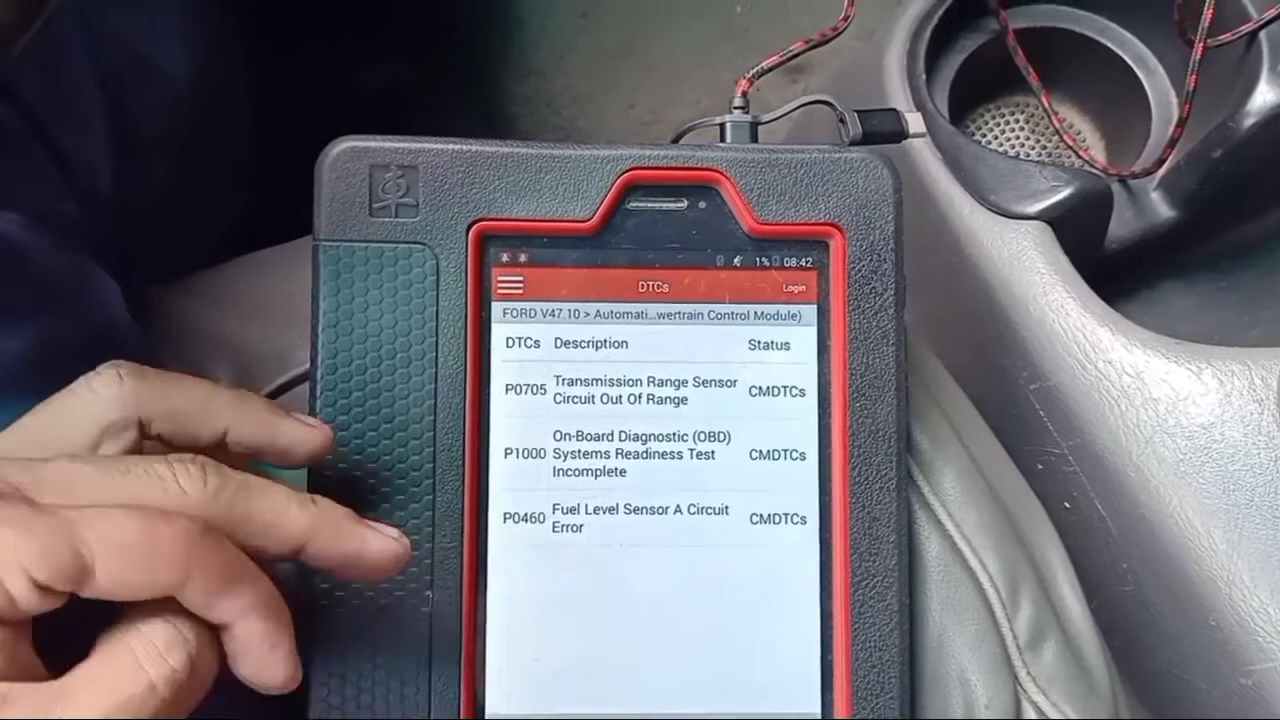 车
1% 08:42
DTCs
Login
FORD V47.10 > Automati...wertrain Control Module)
DTCs Description Status
P0705 Transmission Range Sensor
Circuit Out Of Range CMDTCs
P1000 On-Board Diagnostic (OBD)
Systems Readiness Test
Incomplete CMDTCs
P0460 Fuel Level Sensor A Circuit
Error CMDTCs